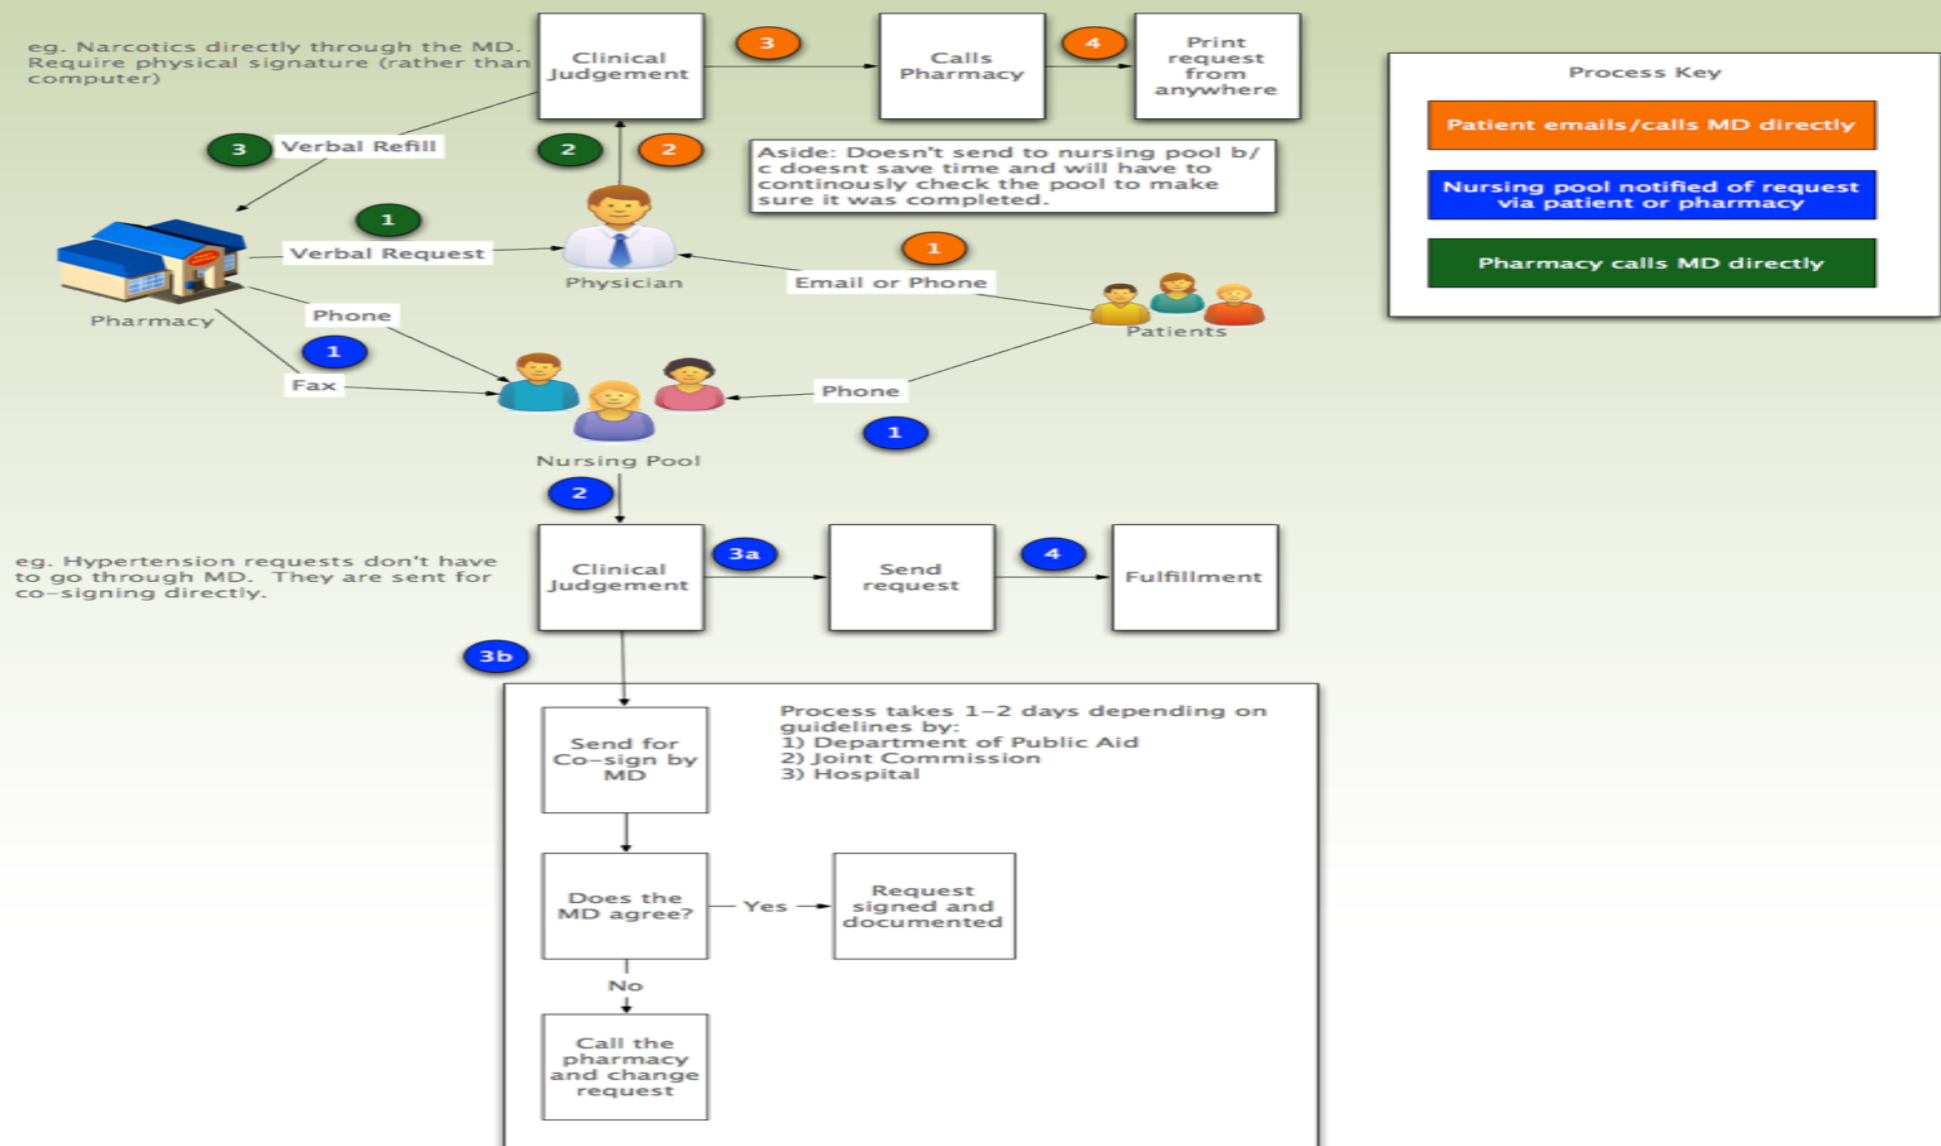 eg. Narcotics directly through the MD.
Require physical signature (rather than
computer)
Clinical
Judgement
3
Calls
Pharmacy
4
Print
request
from
anywhere
Process Key
Patient emails/calls MD directly
Nursing pool notified of request
via patient or pharmacy
Pharmacy calls MD directly
3
Verbal Refill
2
2
Aside: Doesn't send to nursing pool b/
c doesnt save time and will have to
continously check the pool to make
sure it was completed.
1
Verbal Request
Physician
1
Email or Phone
Pharmacy
Patients
Phone
1
Fax
Phone
1
Nursing Pool
2
eg. Hypertension requests don't have
to go through MD. They are sent for
co-signing directly.
Clinical
Judgement
3a
Send
request
4
Fulfillment
3b
Send for
Co-sign by
MD
Process takes 1-2 days depending on
guidelines by:
1) Department of Public Aid
2) Joint Commission
3) Hospital
Does the
MD agree?
Yes
Request
signed and
documented
No
Call the
pharmacy
and change
request